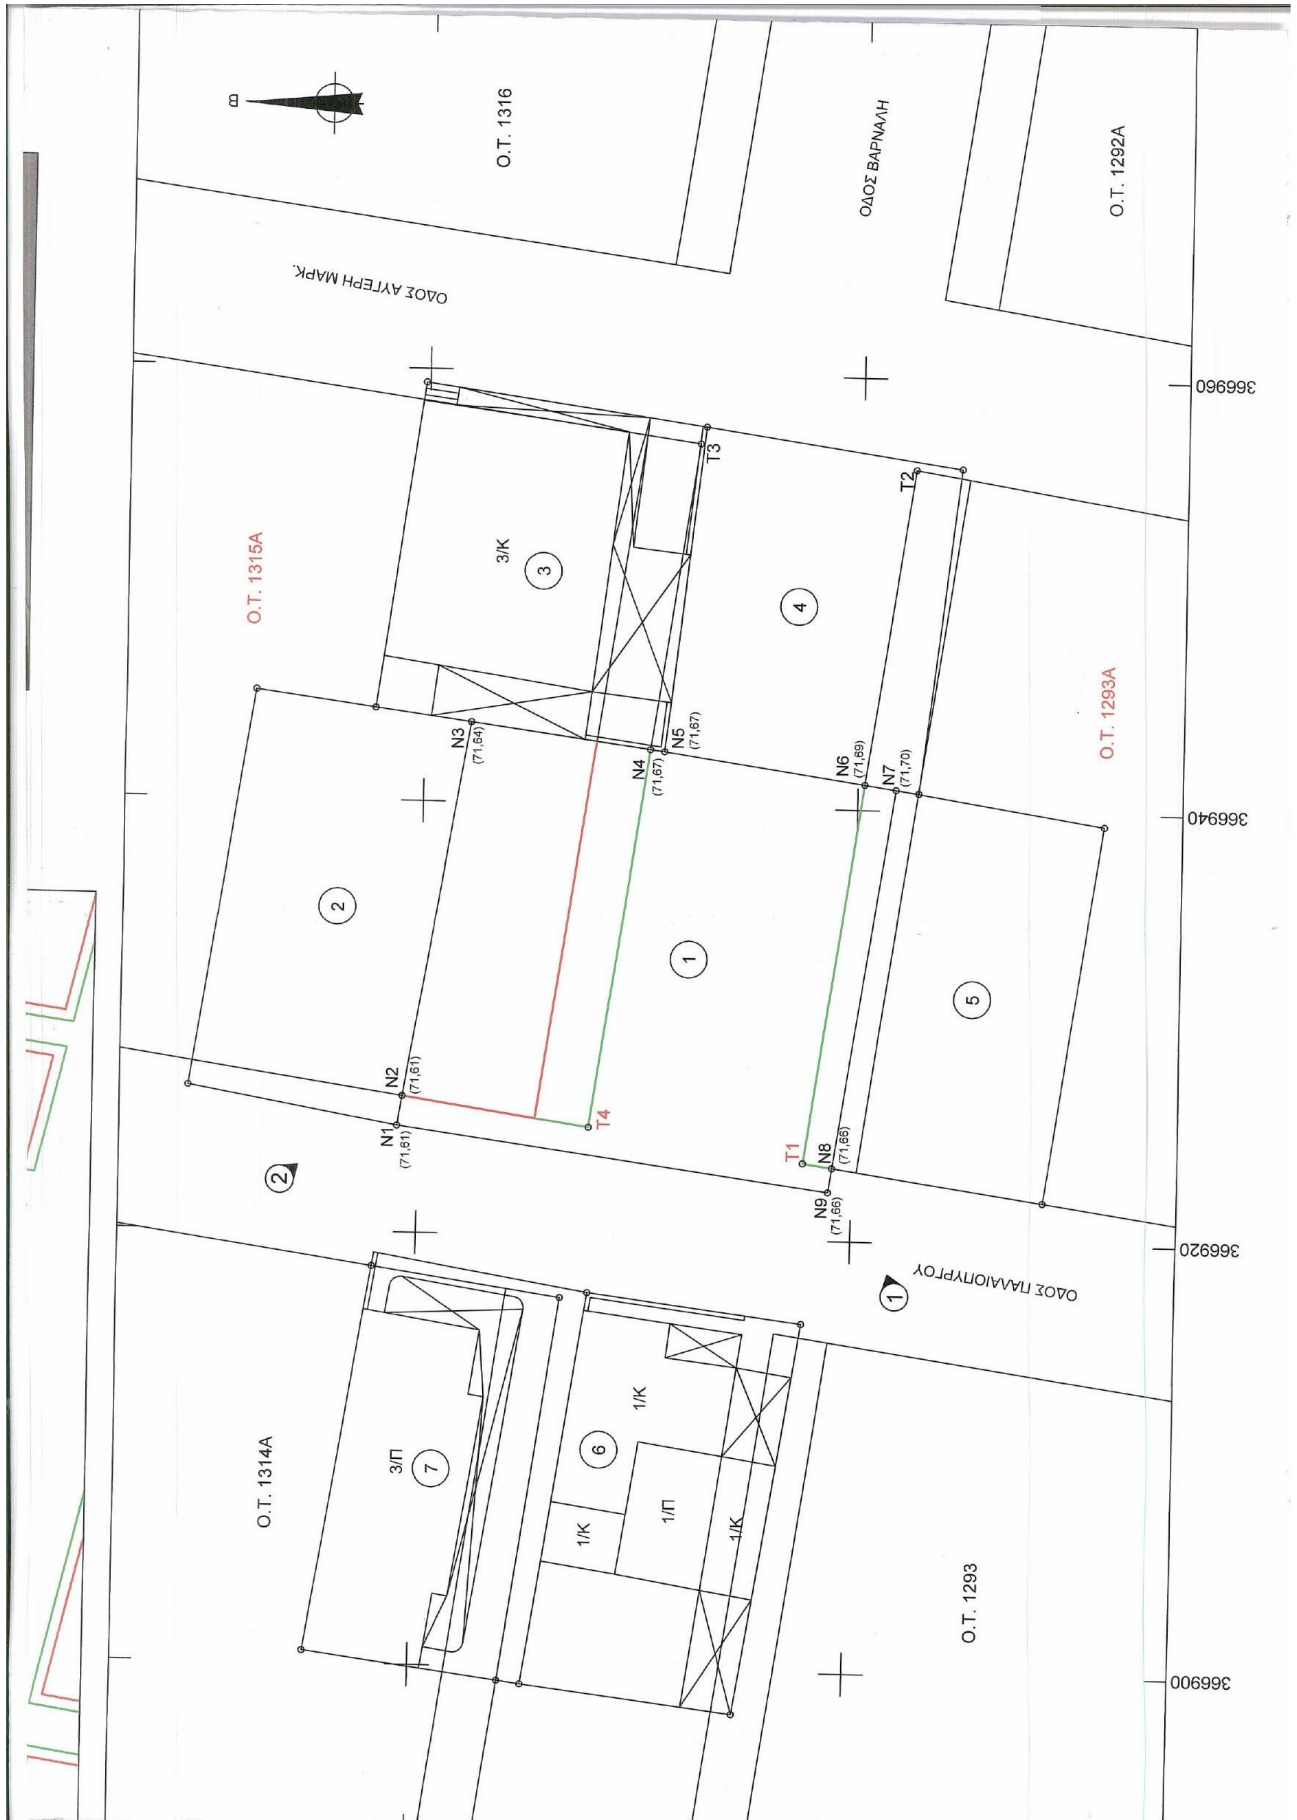 B
Ο.Τ. 1316
ΟΔΟΣ ΒΑΡΝΑΛΗ
Ο.Τ. 1292Α
ΟΔΟΣ ΑΥΓΕΡΗ ΜΑΡΚ.
366960
Ο.Τ. 1315Α
3/Κ
3
T3
T2
4
Ο.Τ. 1293Α
N3
(71,64)
N4
(71,67)
N5
(71,67)
N6
(71,69)
N7
(71,70)
366940
2
1
5
N2
(71,61)
N1
(71,61)
T4
T1
N8
(71,66)
N9
(71,66)
2
1
ΟΔΟΣ ΠΑΛΑΙΟΠΥΡΓΟΥ
366920
Ο.Τ. 1314Α
3/Π
7
1/Κ
6
1/Κ
1/Π
1/Κ
Ο.Τ. 1293
366900